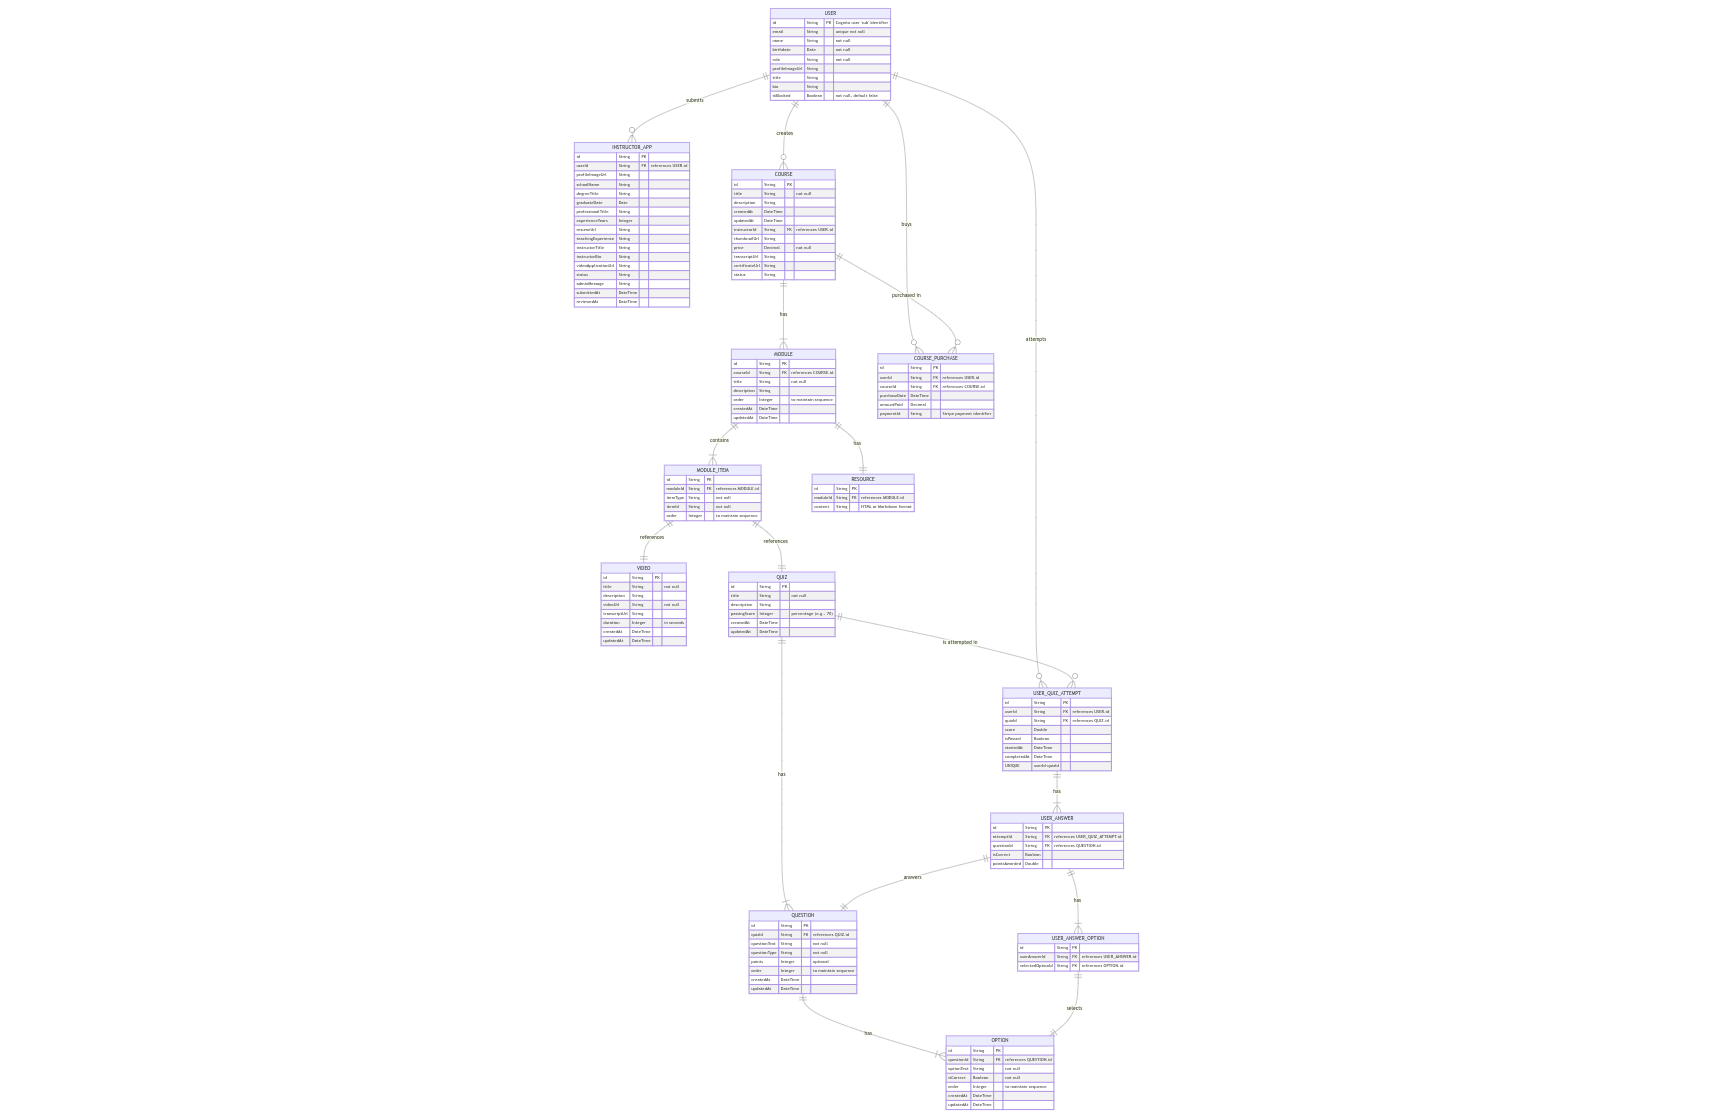 USER
id String PK Cognito user 'sub' identifier
email String unique not null
name String not null
birthdate Date not null
role String not null
profileImageUrl String
title String
bio String
isBlocked Boolean not null, default false
submits
creates
buys
attempts
INSTRUCTOR_APP
id String PK
userId String FK references USER.id
profileImageUrl String
schoolName String
degreeTitle String
graduateDate Date
professionalTitle String
experienceYears Integer
resumeUrl String
teachingExperience String
instructorTitle String
instructorBio String
videoApplicationUrl String
status String
adminMessage String
submittedAt DateTime
reviewedAt DateTime
COURSE
id String PK
title String not null
description String
createdAt DateTime
updatedAt DateTime
instructorId String FK references USER.id
thumbnailUrl String
price Decimal not null
transcriptUrl String
certificateUrl String
status String
purchased in
has
MODULE
id String PK
courseId String FK references COURSE.id
title String not null
description String
order Integer to maintain sequence
createdAt DateTime
updatedAt DateTime
COURSE_PURCHASE
id String PK
userId String FK references USER.id
courseId String FK references COURSE.id
purchaseDate DateTime
amountPaid Decimal
paymentId String Stripe payment identifier
contains
has
MODULE_ITEM
id String PK
moduleId String FK references MODULE.id
itemType String not null
itemId String not null
order Integer to maintain sequence
RESOURCE
id String PK
moduleId String FK references MODULE.id
content String HTML or Markdown format
references
references
VIDEO
id String PK
title String not null
description String
videoUrl String not null
transcriptUrl String
duration Integer in seconds
createdAt DateTime
updatedAt DateTime
QUIZ
id String PK
title String not null
description String
passingScore Integer percentage (e.g., 70)
createdAt DateTime
updatedAt DateTime
is attempted in
has
USER_QUIZ_ATTEMPT
id String PK
userId String FK references USER.id
quizId String FK references QUIZ.id
score Double
isPassed Boolean
startedAt DateTime
completedAt DateTime
UNIQUE userId-quizId
has
USER_ANSWER
id String PK
attemptId String FK references USER_QUIZ_ATTEMPT.id
questionId String FK references QUESTION.id
isCorrect Boolean
pointsAwarded Double
answers
has
QUESTION
id String PK
quizId String FK references QUIZ.id
questionText String not null
questionType String not null
points Integer optional
order Integer to maintain sequence
createdAt DateTime
updatedAt DateTime
USER_ANSWER_OPTION
id String PK
userAnswerId String FK references USER_ANSWER.id
selectedOptionId String FK references OPTION.id
selects
has
OPTION
id String PK
questionId String FK references QUESTION.id
optionText String not null
isCorrect Boolean not null
order Integer to maintain sequence
createdAt DateTime
updatedAt DateTime